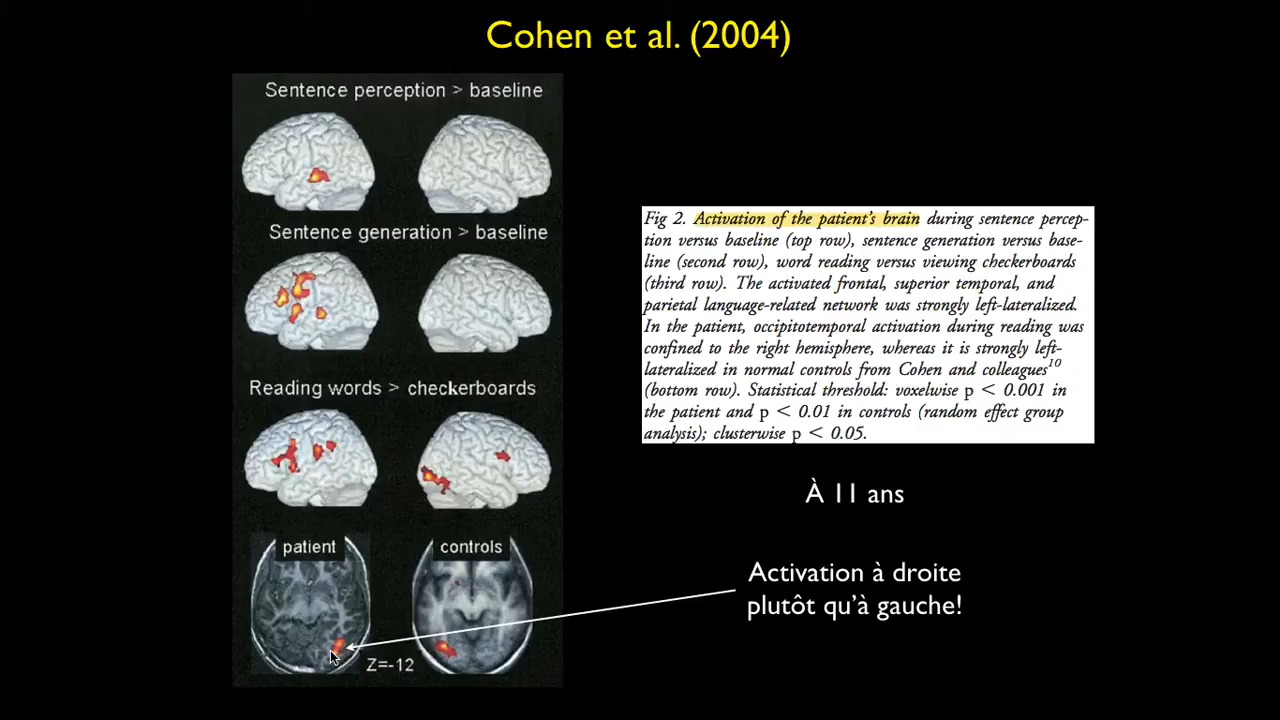 Cohen et al. (2004)
Sentence perception > baseline
Sentence generation > baseline
Reading words > checkerboards
patient
controls
Z=-12
Fig 2. Activation of the patient's brain during sentence percep-
tion versus baseline (top row), sentence generation versus base-
line (second row), word reading versus viewing checkerboards
(third row). The activated frontal, superior temporal, and
parietal language-related network was strongly left-lateralized.
In the patient, occipitotemporal activation during reading was
confined to the right hemisphere, whereas it is strongly left-
lateralized in normal controls from Cohen and colleagues10
(bottom row). Statistical threshold: voxelwise p < 0.001 in
the patient and p < 0.01 in controls (random effect group
analysis); clusterwise p < 0.05.
À 11 ans
Activation à droite
plutôt qu'à gauche!